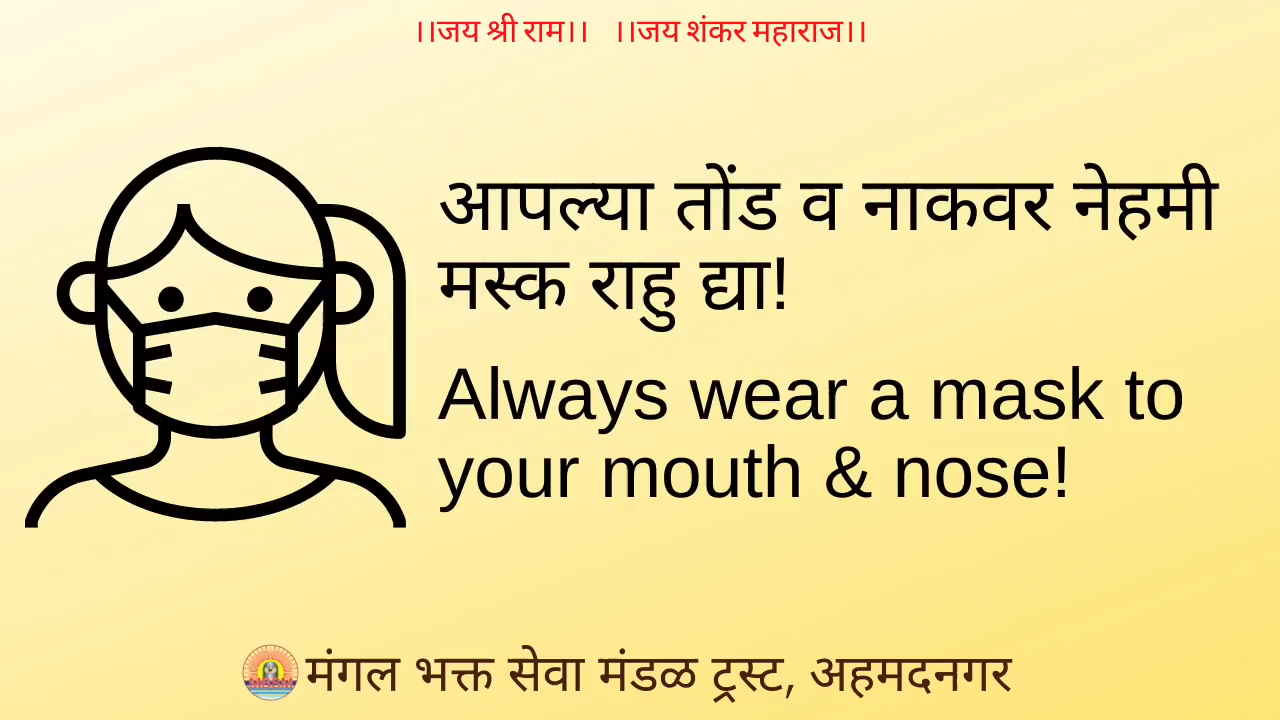 ।।जय श्री राम।। ।।जय शंकर महाराज।।
आपल्या तोंड व नाकवर नेहमी
मस्क राहु द्या!
Always wear a mask to
your mouth & nose!
मंगल भक्त सेवा मंडळ ट्रस्ट, अहमदनगर